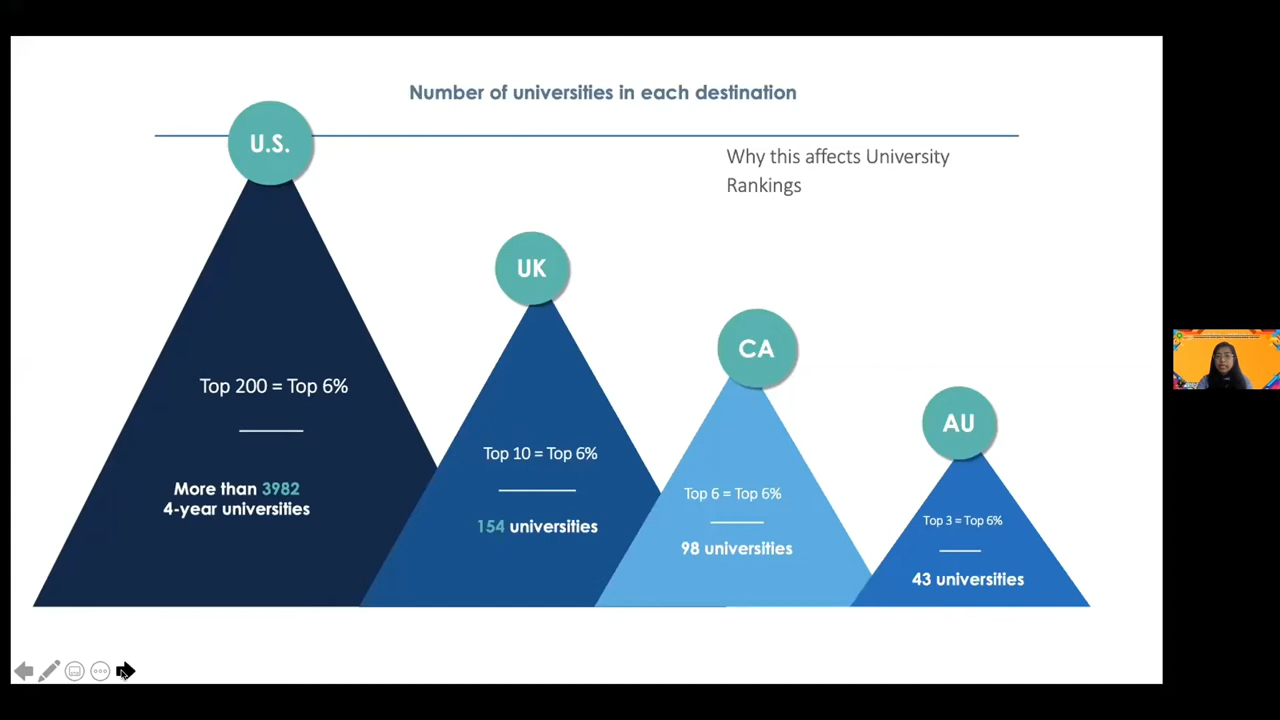 Number of universities in each destination
U.S.
Why this affects University
Rankings
UK
CA
AU
Top 200 = Top 6%
More than 3982
4-year universities
Top 10 = Top 6%
154 universities
Top 6 = Top 6%
98 universities
Top 3 = Top 6%
43 universities